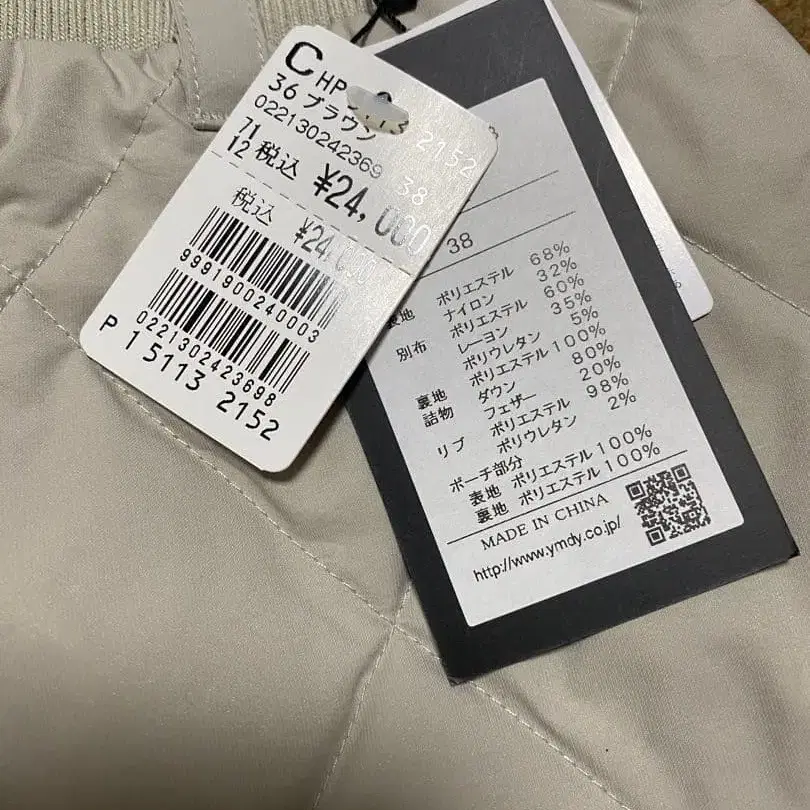 C HP
36 ブラウン 2152
022130242369 38
71
12 税込 ¥24,000
税込 ¥24,
9991900240003
0221302423698
P 15113 2152
38
表地 ポリエステル 68%
ナイロン 32%
別布 ポリエステル 60%
レーヨン 35%
ポリウレタン 5%
裏地 ポリエステル 100%
詰物 ダウン 80%
フェザー 20%
リブ ポリエステル 98%
ポリウレタン 2%
ポーチ部分
表地 ポリエステル 100%
裏地 ポリエステル 100%
MADE IN CHINA
http://www.ymdy.co.jp/